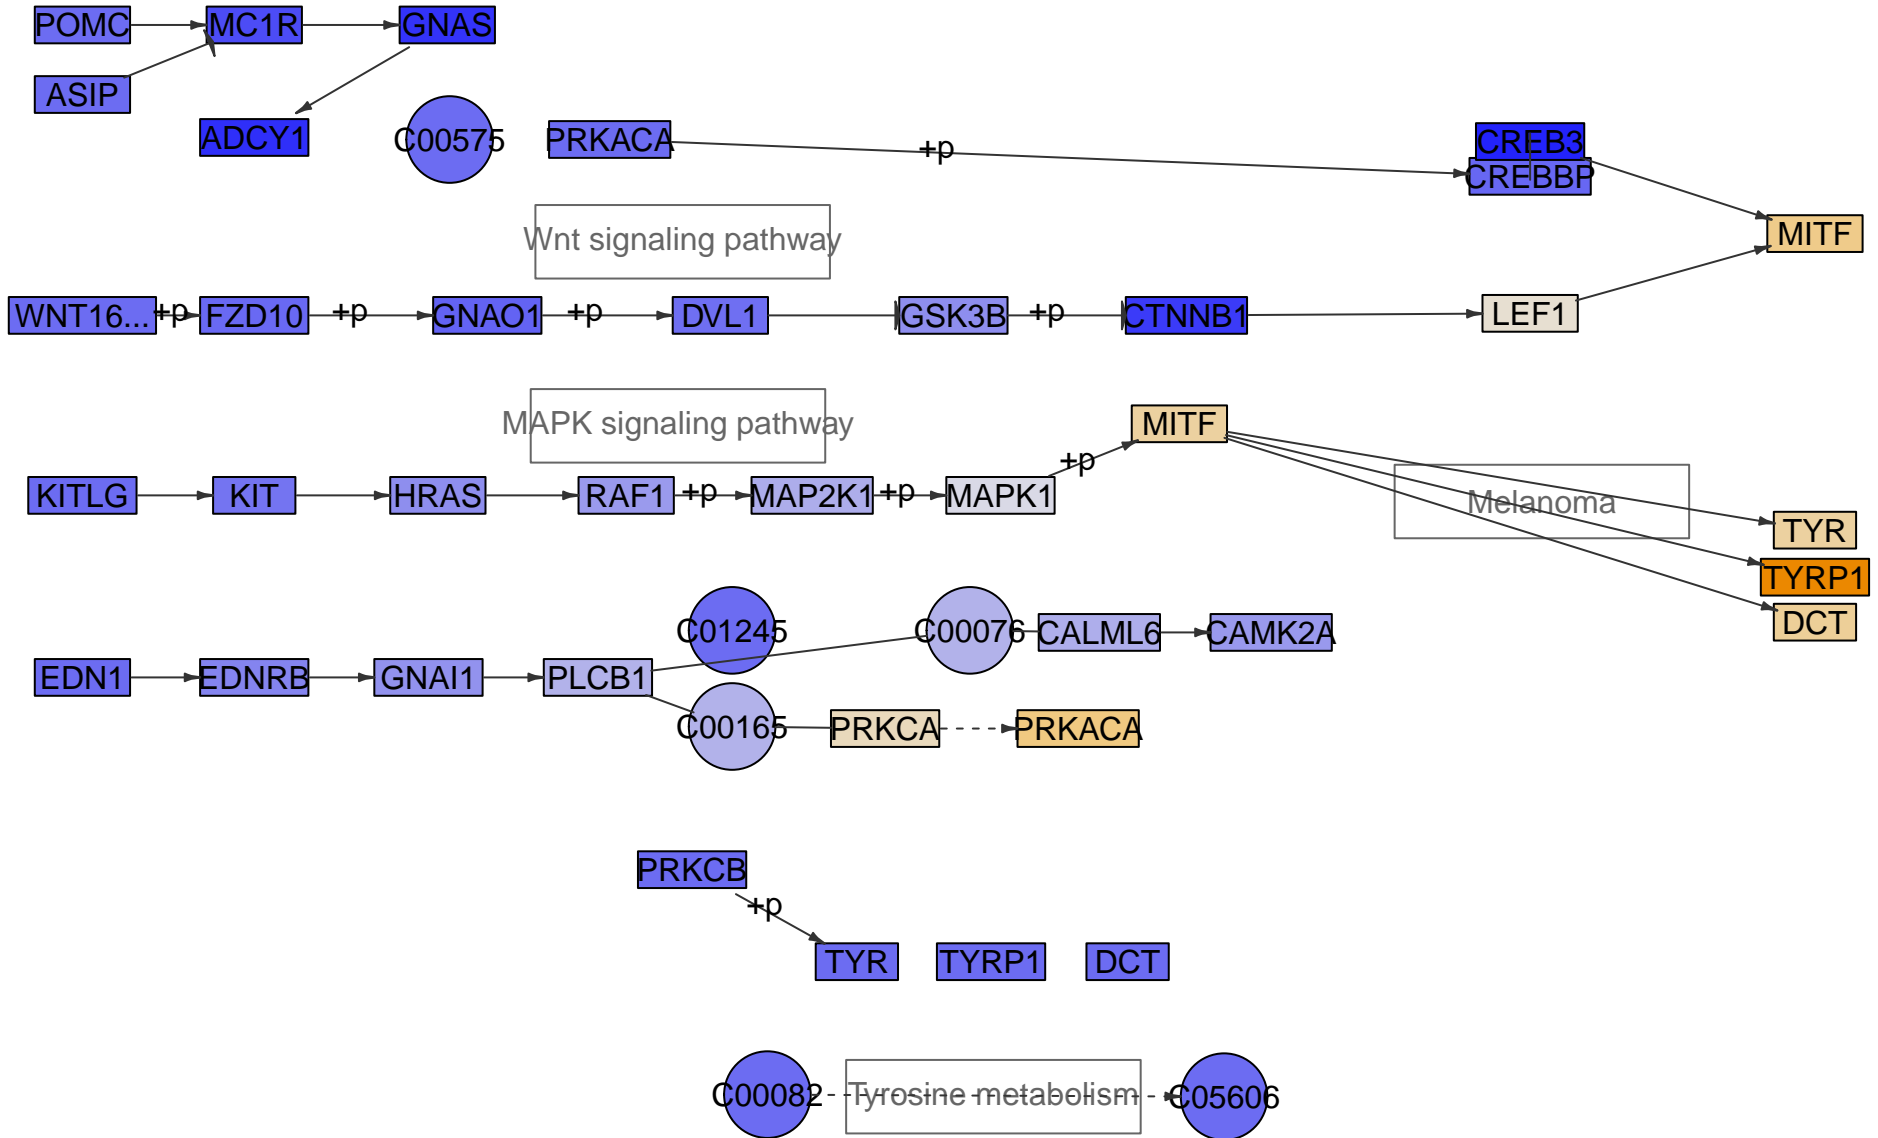 POMC
MC1R
GNAS
ASIP
ADCY1
C00575
PRKACA
+p
CREB3
CREBBP
Wnt signaling pathway
MITF
WNT16...
+p
FZD10
+p
GNAO1
+p
DVL1
GSK3B
+p
CTNNB1
LEF1
MAPK signaling pathway
MITF
+p
KITLG
KIT
HRAS
RAF1
+p
MAP2K1
+p
MAPK1
Melanoma
TYR
TYRP1
DCT
C01245
C00076
CALML6
CAMK2A
EDN1
EDNRB
GNAI1
PLCB1
C00165
PRKCA
PRKACA
PRKCB
+p
TYR
TYRP1
DCT
C00082
Tyrosine metabolism
C05606